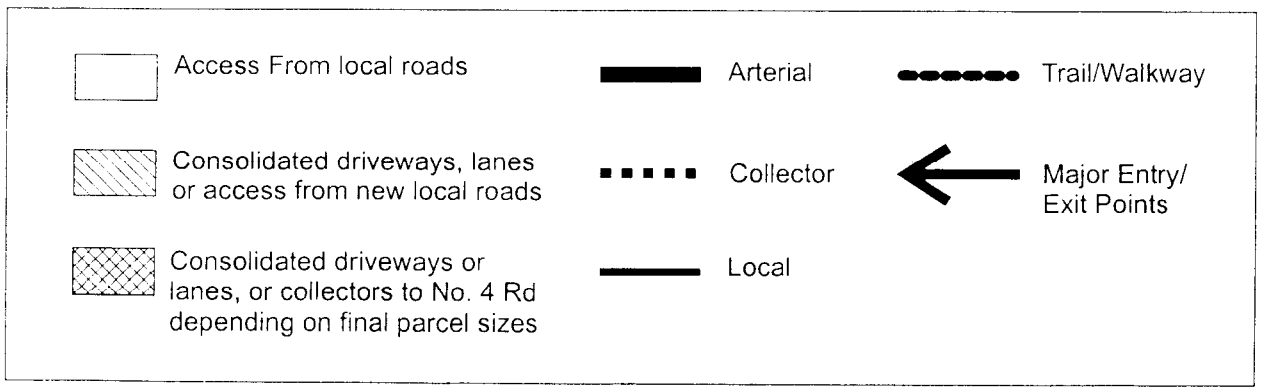 Access From local roads
Consolidated driveways, lanes
or access from new local roads
Consolidated driveways or
lanes, or collectors to No. 4 Rd
depending on final parcel sizes
Arterial
Collector
Local
Trail/Walkway
Major Entry/
Exit Points